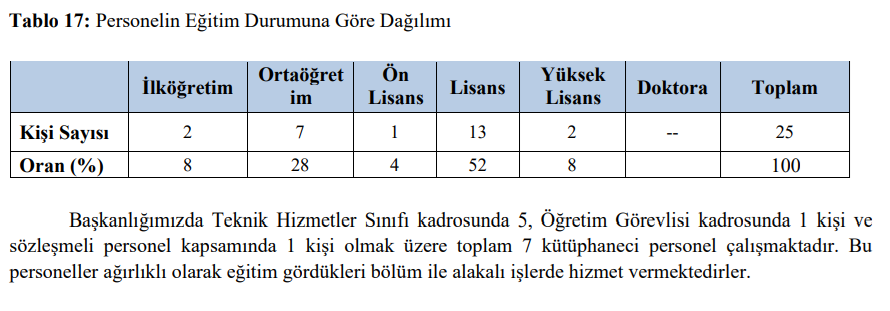 Tablo 17: Personelin Eğitim Durumuna Göre Dağılımı
İlköğretim Ortaöğret im Ön Lisans Lisans Yüksek Lisans Doktora Toplam
Kişi Sayısı 2 7 1 13 2 -- 25
Oran (%) 8 28 4 52 8 100
Başkanlığımızda Teknik Hizmetler Sınıfı kadrosunda 5, Öğretim Görevlisi kadrosunda 1 kişi ve
sözleşmeli personel kapsamında 1 kişi olmak üzere toplam 7 kütüphaneci personel çalışmaktadır. Bu
personeller ağırlıklı olarak eğitim gördükleri bölüm ile alakalı işlerde hizmet vermektedirler.